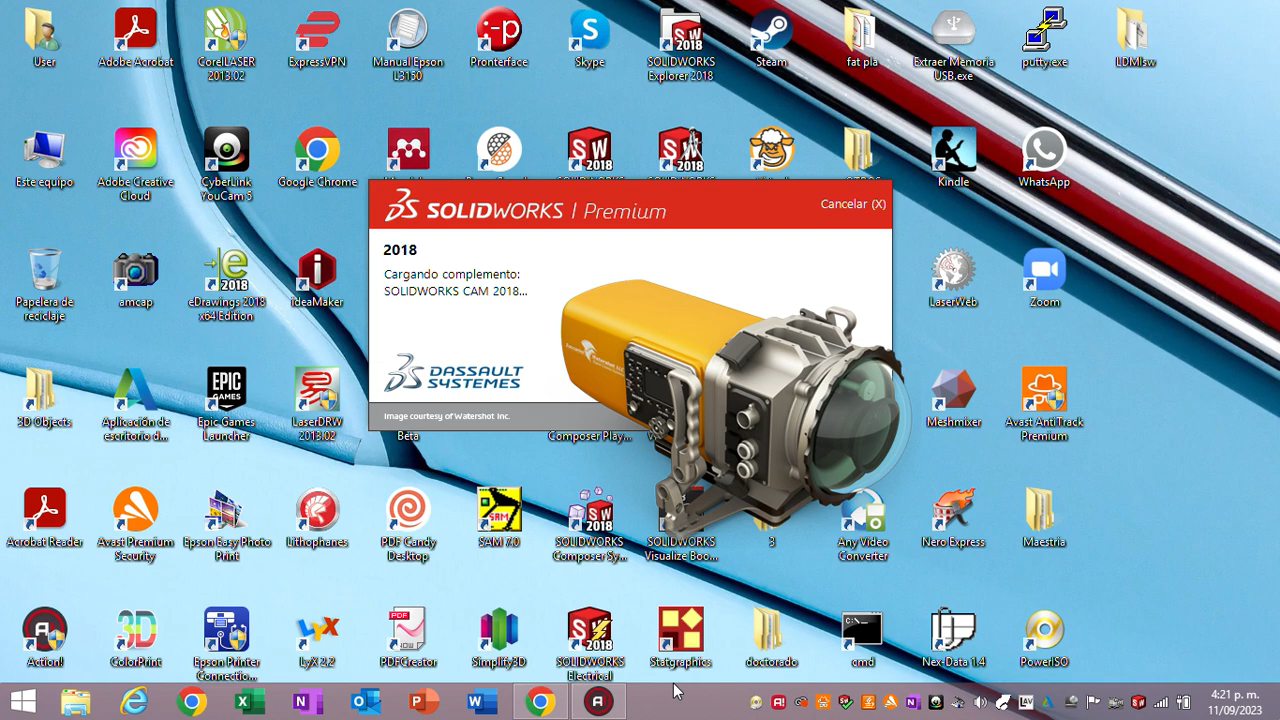 User
Adobe Acrobat
CorelLASER
2013.02
ExpressVPN
Manual Epson
L3150
Pronterface
Skype
SOLIDWORKS
Explorer 2018
Steam
fat pla
Extraer Memoria
USB.exe
putty.exe
LDMI.sw
Este equipo
Adobe Creative
Cloud
CyberLink
YouCam 5
Google Chrome
Kindle
WhatsApp
SOLIDWORKS | Premium
Cancelar (X)
2018
Cargando complemento:
SOLIDWORKS CAM 2018...
DASSAULT
SYSTEMES
Image courtesy of Watershot Inc.
Papelera de
reciclaje
amcap
eDrawings 2018
x64 Edition
ideaMaker
LaserWeb
Zoom
3D Objects
Aplicación de
escritorio d...
Epic Games
Launcher
LaserDRW
2013.02
Beta
Composer Play...
Meshmixer
Avast AntiTrack
Premium
Acrobat Reader
Avast Premium
Security
Epson Easy Photo
Print
Lithophanes
PDF Candy
Desktop
SAM 7.0
SOLIDWORKS
Composer Sy...
SOLIDWORKS
Visualize Boo...
3
Any Video
Converter
Nero Express
Maestria
Action!
ColorPrint
Epson Printer
Connectio...
LyX 2.2
PDFCreator
Simplify3D
SOLIDWORKS
Electrical
Statgraphics
doctorado
cmd
Nex-Data 1.4
PowerISO
4:21 p. m.
11/09/2023